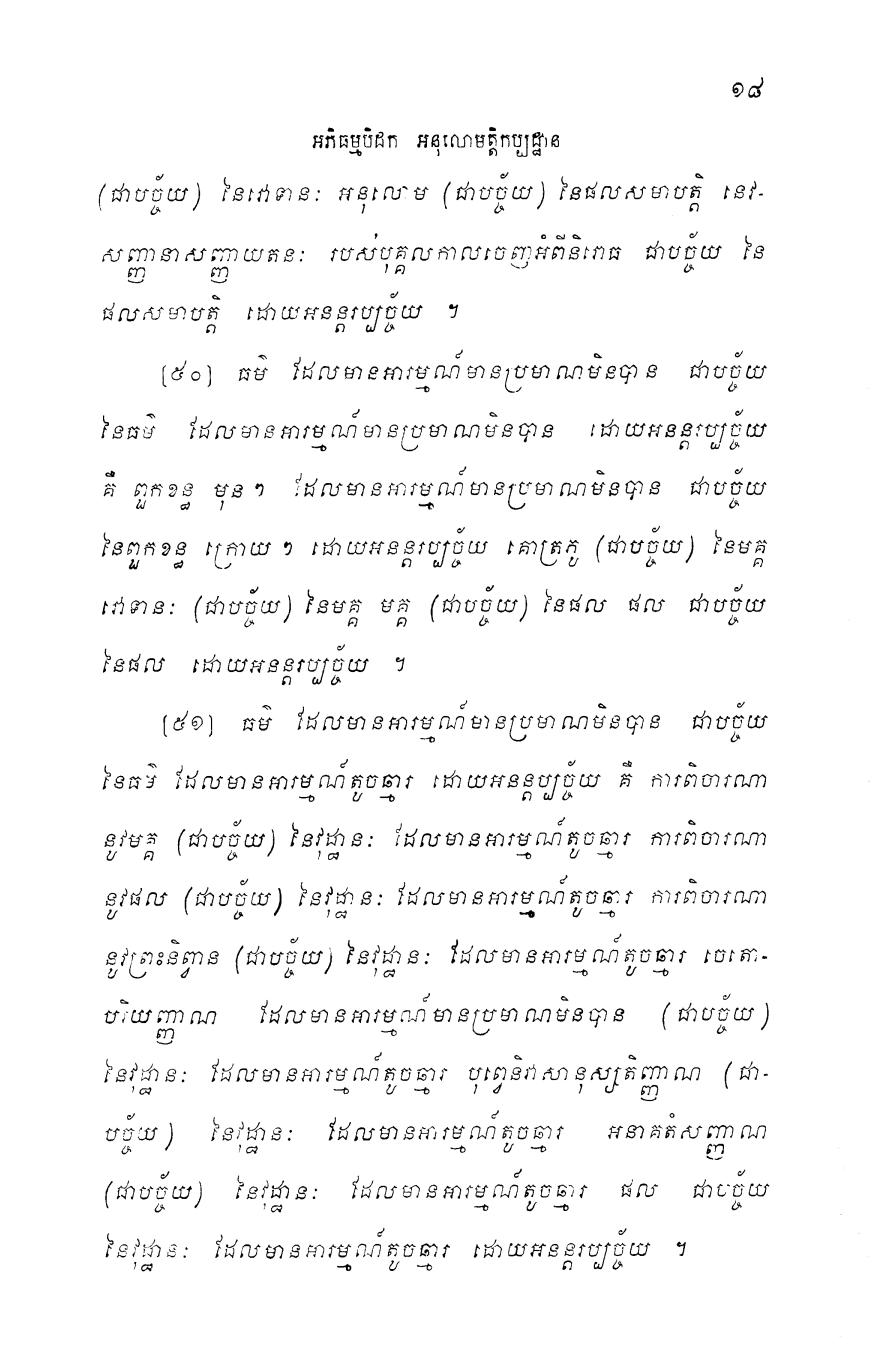 ១៨
អភិធម្មបិដក អនុលោមត្តិកប្បដ្ឋាន
(ជាបច្ច័យ) នៃវោទានៈ អនុលោម (ជាបច្ច័យ) នៃផលសមាបត្តិ នេវ-
សញ្ញានាសញ្ញាយតនៈ របស់បុគ្គលកាលចេញអំពីនិរោធ ជាបច្ច័យ នៃ
ផលសមាបត្តិ ដោយអនន្តរប្បច្ច័យ ។
[៥០] ធម៌ ដែលមានអារម្មណ៍មានប្រមាណមិនបាន ជាបច្ច័យ
នៃធម៌ ដែលមានអារម្មណ៍មានប្រមាណមិនបាន ដោយអនន្តរប្បច្ច័យ
គឺ ពួកខន្ធ មុនៗ ដែលមានអារម្មណ៍មានប្រមាណមិនបាន ជាបច្ច័យ
នៃពួកខន្ធ ក្រោយៗ ដោយអនន្តរប្បច្ច័យ គោត្រភូ (ជាបច្ច័យ) នៃមគ្គ
វោទានៈ (ជាបច្ច័យ) នៃមគ្គ មគ្គ (ជាបច្ច័យ) នៃផល ផល ជាបច្ច័យ
នៃផល ដោយអនន្តរប្បច្ច័យ ។
[៥១] ធម៌ ដែលមានអារម្មណ៍មានប្រមាណមិនបាន ជាបច្ច័យ
នៃធម៌ ដែលមានអារម្មណ៍តូចឆ្មារ ដោយអនន្តប្បច្ច័យ គឺ ការពិចារណា
នូវមគ្គ (ជាបច្ច័យ) នៃវុដ្ឋានៈ ដែលមានអារម្មណ៍តូចឆ្មារ ការពិចារណា
នូវផល (ជាបច្ច័យ) នៃវុដ្ឋានៈ ដែលមានអារម្មណ៍តូចឆ្មារ ការពិចារណា
នូវព្រះនិព្វាន (ជាបច្ច័យ) នៃវុដ្ឋានៈ ដែលមានអារម្មណ៍តូចឆ្មារ ចេតោ-
បរិយញ្ញាណ ដែលមានអារម្មណ៍មានប្រមាណមិនបាន (ជាបច្ច័យ)
នៃវុដ្ឋានៈ ដែលមានអារម្មណ៍តូចឆ្មារ បុព្វេនិវាសានុស្សតិញ្ញាណ (ជា-
បច្ច័យ) នៃវុដ្ឋានៈ ដែលមានអារម្មណ៍តូចឆ្មារ អនាគតំសញ្ញាណ
(ជាបច្ច័យ) នៃវុដ្ឋានៈ ដែលមានអារម្មណ៍តូចឆ្មារ ផល ជាបច្ច័យ
នៃវុដ្ឋានៈ ដែលមានអារម្មណ៍តូចឆ្មារ ដោយអនន្តរប្បច្ច័យ ។